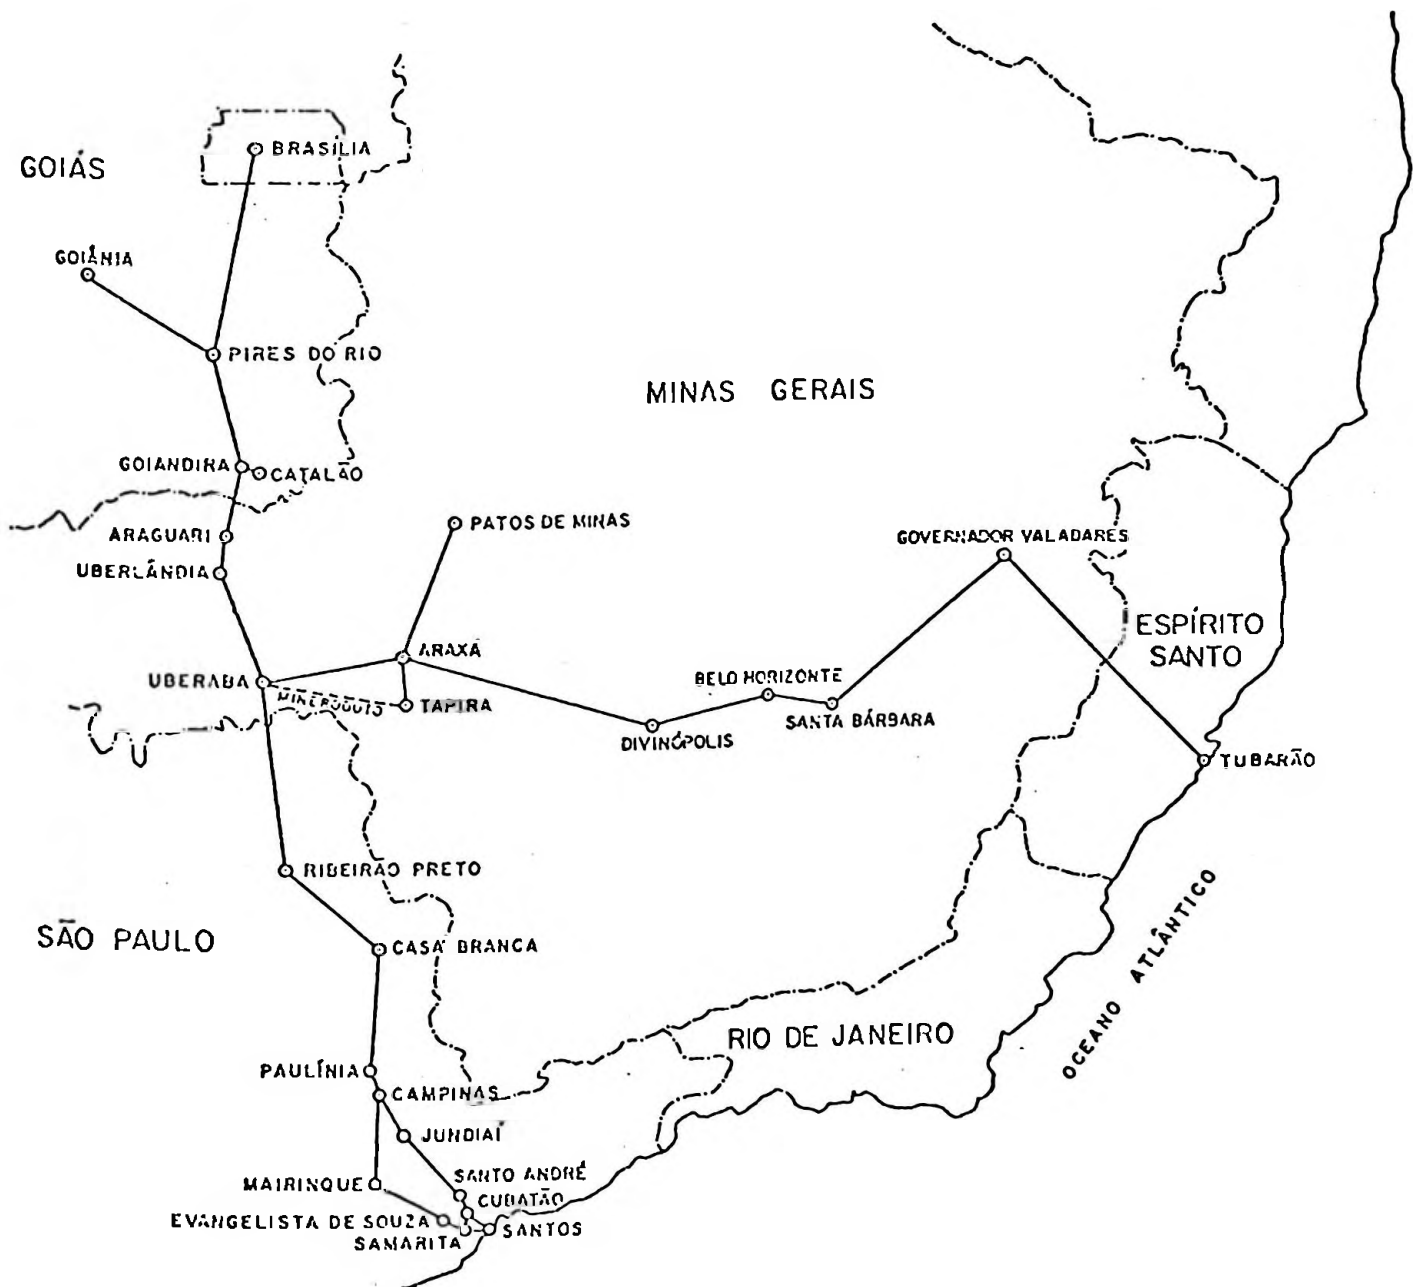 BRASÍLIA
GOIÁS
GOIÂNIA
PIRES DO RIO
MINAS GERAIS
GOIANDIRA
CATALÃO
PATOS DE MINAS
ARAGUARI
GOVERNADOR VALADARES
UBERLÂNDIA
ESPÍRITO
SANTO
ARAXÁ
UBERABA
BELO HORIZONTE
MINERODUTO
TAPIRA
SANTA BÁRBARA
DIVINÓPOLIS
TUBARÃO
RIBEIRÃO PRETO
SÃO PAULO
CASA BRANCA
OCEANO ATLÂNTICO
RIO DE JANEIRO
PAULÍNIA
CAMPINAS
JUNDIAÍ
SANTO ANDRÉ
MAIRINQUE
CUBATÃO
EVANGELISTA DE SOUZA
SANTOS
SAMARITA